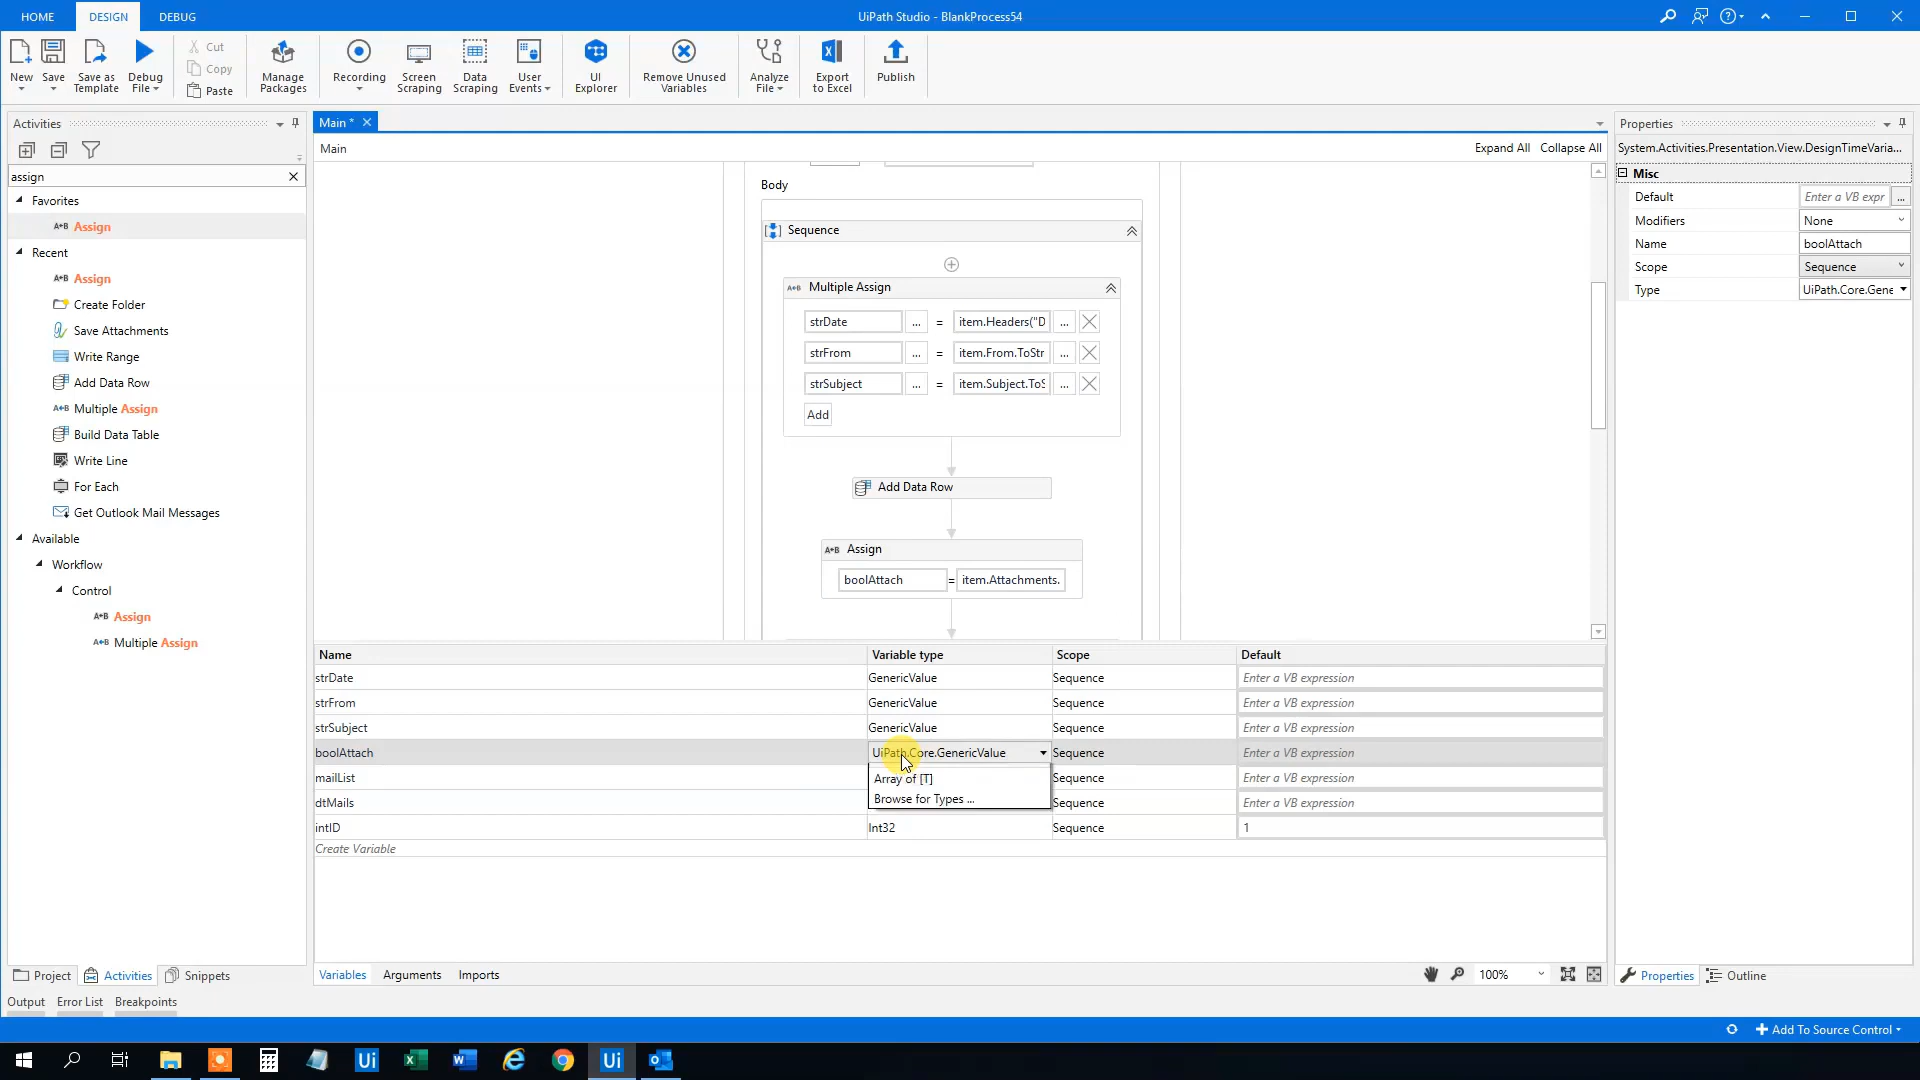 HOME
DESIGN
DEBUG
UiPath Studio - BlankProcess54
New
Save
Save as
Template
Debug
File
Cut
Copy
Paste
Manage
Packages
Recording
Screen
Scraping
Data
Scraping
User
Events
UI
Explorer
Remove Unused
Variables
Analyze
File
Export
to Excel
Publish
Activities
assign
Favorites
A+B Assign
Recent
A+B Assign
Create Folder
Save Attachments
Write Range
Add Data Row
A+B Multiple Assign
Build Data Table
Write Line
For Each
Get Outlook Mail Messages
Available
Workflow
Control
A+B Assign
A+B Multiple Assign
Project
Activities
Snippets
Output
Error List
Breakpoints
Main *
Main
Expand All
Collapse All
Body
Sequence
A+B Multiple Assign
strDate ... = item.Headers("D ...
strFrom ... = item.From.ToStr ...
strSubject ... = item.Subject.ToS ...
Add
Add Data Row
A+B Assign
boolAttach = item.Attachments.
Name Variable type Scope Default
strDate GenericValue Sequence Enter a VB expression
strFrom GenericValue Sequence Enter a VB expression
strSubject GenericValue Sequence Enter a VB expression
boolAttach UiPath.Core.GenericValue Sequence Enter a VB expression
mailList Array of [T] Sequence Enter a VB expression
dtMails Browse for Types ... Sequence Enter a VB expression
intID Int32 Sequence 1
Create Variable
Variables
Arguments
Imports
100%
Properties
System.Activities.Presentation.View.DesignTimeVaria...
Misc
Default Enter a VB expr ...
Modifiers None
Name boolAttach
Scope Sequence
Type UiPath.Core.Gene
Properties
Outline
Add To Source Control
Ui
Ui